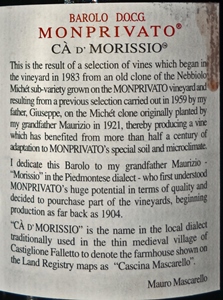 BAROLO D.O.C.G.
MONPRIVATO®
CÀ D' MORISSIO®
This is the result of a selection of vines which began in
the vineyard in 1983 from an old clone of the Nebbiolo
Michét sub-variety grown on the MONPRIVATO vineyard and
resulting from a previous selection carried out in 1959 by my
father, Giuseppe, on the Michét clone originally planted by
my grandfather Maurizio in 1921, thereby producing a vine
which has benefited from more than half a century of
adaptation to MONPRIVATO's special soil and microclimate.
I dedicate this Barolo to my grandfather Maurizio -
"Morissio" in the Piedmontese dialect - who first understood
MONPRIVATO's huge potential in terms of quality and
decided to pourchase part of the vineyards, beginning
production as far back as 1904.
"CÀ D' MORISSIO" is the name in the local dialect
traditionally used in the thin medieval village of
Castiglione Falletto to denote the farmhouse shown on
the Land Registry maps as "Cascina Mascarello".
Mauro Mascarello